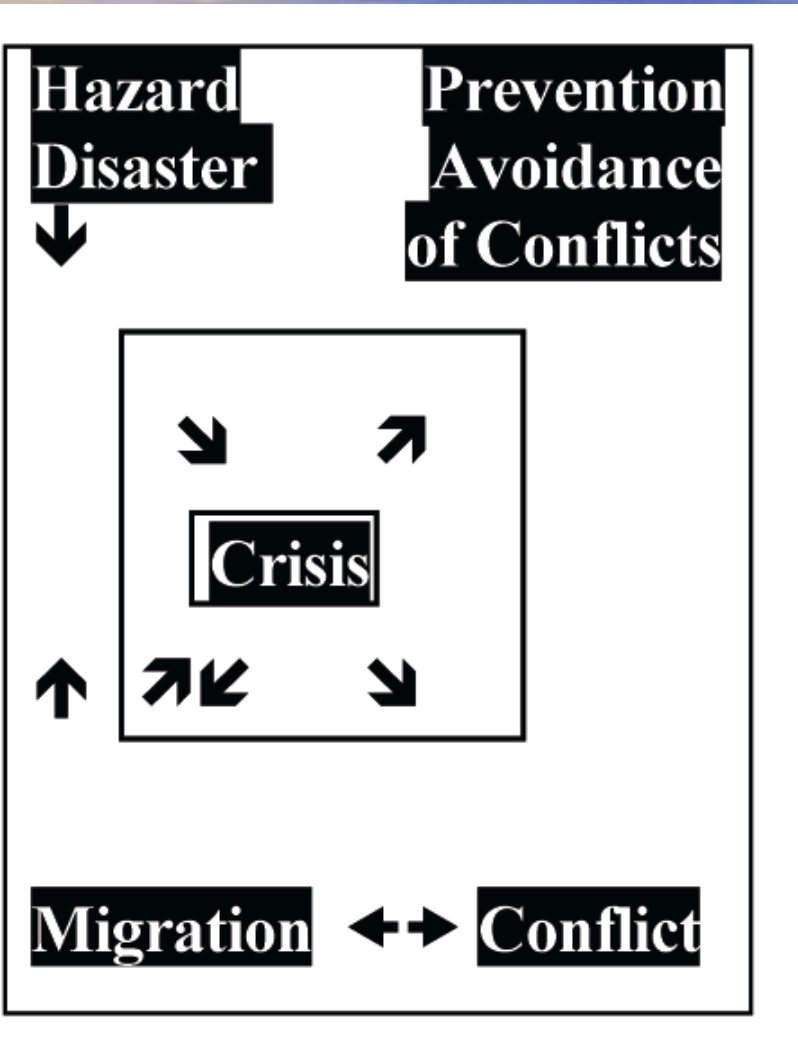 Hazard
Disaster
Prevention
Avoidance
of Conflicts
Crisis
Migration
Conflict